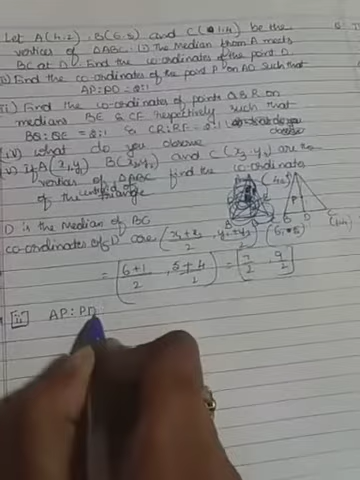 Let A(4,2), B(6,5) and C(1,4) be the
vertices of △ABC. (i) The Median from A meets
BC at D. Find the co-ordinates of the point D.
(ii) Find the co-ordinates of the point P on AD such that
AP:PD = 2:1
(iii) Find the co-ordinates of points Q & R on
medians BE & CF respectively such that
BQ:QE = 2:1 & CR:RF = 2:1
(iv) what do you
(v) If A(x₁,y₁) B(x₂,y₂) and C(x₃,y₃) are the
vertices of △ABC find the co-ordinates
of the centroid of triangle
P
B D
C
D is the Median of BC
co-ordinates of D are (x₁+x₂/2, y₁+y₂/2)
= [6+1/2, 5+4/2] = [7/2, 9/2]
[ii] AP:PD